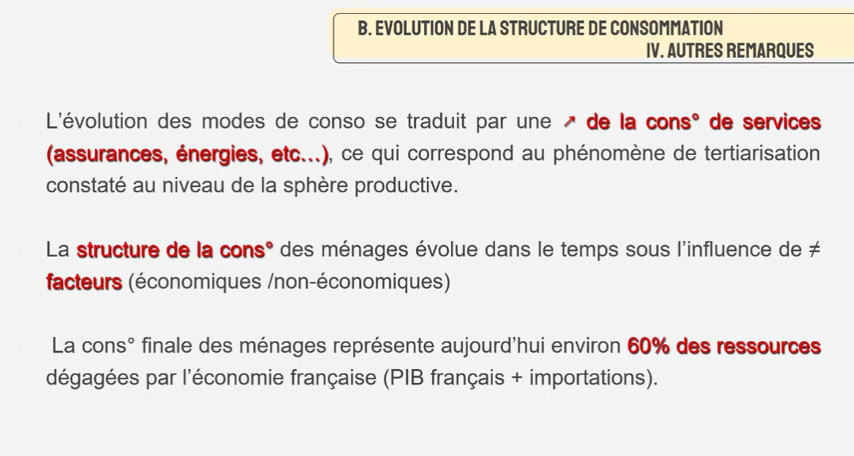 B. EVOLUTION DE LA STRUCTURE DE CONSOMMATION
IV. AUTRES REMARQUES
L’évolution des modes de conso se traduit par une ↗ de la cons° de services
(assurances, énergies, etc…), ce qui correspond au phénomène de tertiarisation
constaté au niveau de la sphère productive.
La structure de la cons° des ménages évolue dans le temps sous l’influence de ≠
facteurs (économiques /non-économiques)
La cons° finale des ménages représente aujourd’hui environ 60% des ressources
dégagées par l’économie française (PIB français + importations).